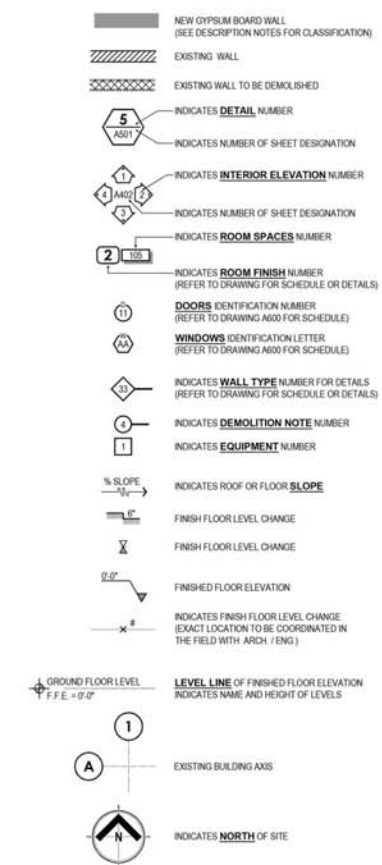 NEW GYPSUM BOARD WALL
(SEE DESCRIPTION NOTES FOR CLASSIFICATION)
EXISTING WALL
EXISTING WALL TO BE DEMOLISHED
5
A501
INDICATES DETAIL NUMBER
INDICATES NUMBER OF SHEET DESIGNATION
1
4 A402 2
3
INDICATES INTERIOR ELEVATION NUMBER
INDICATES NUMBER OF SHEET DESIGNATION
INDICATES ROOM SPACES NUMBER
2 105
INDICATES ROOM FINISH NUMBER
(REFER TO DRAWING FOR SCHEDULE OR DETAILS)
11
DOORS IDENTIFICATION NUMBER
(REFER TO DRAWING A600 FOR SCHEDULE)
AA
WINDOWS IDENTIFICATION LETTER
(REFER TO DRAWING A600 FOR SCHEDULE)
33
INDICATES WALL TYPE NUMBER FOR DETAILS
(REFER TO DRAWING FOR SCHEDULE OR DETAILS)
4
INDICATES DEMOLITION NOTE NUMBER
1
INDICATES EQUIPMENT NUMBER
% SLOPE
INDICATES ROOF OR FLOOR SLOPE
6"
FINISH FLOOR LEVEL CHANGE
FINISH FLOOR LEVEL CHANGE
0'-0"
FINISHED FLOOR ELEVATION
#
INDICATES FINISH FLOOR LEVEL CHANGE
(EXACT LOCATION TO BE COORDINATED IN
THE FIELD WITH ARCH. / ENG.)
GROUND FLOOR LEVEL
F.F.E. = 0'-0"
LEVEL LINE OF FINISHED FLOOR ELEVATION
INDICATES NAME AND HEIGHT OF LEVELS
1
A
EXISTING BUILDING AXIS
N
INDICATES NORTH OF SITE